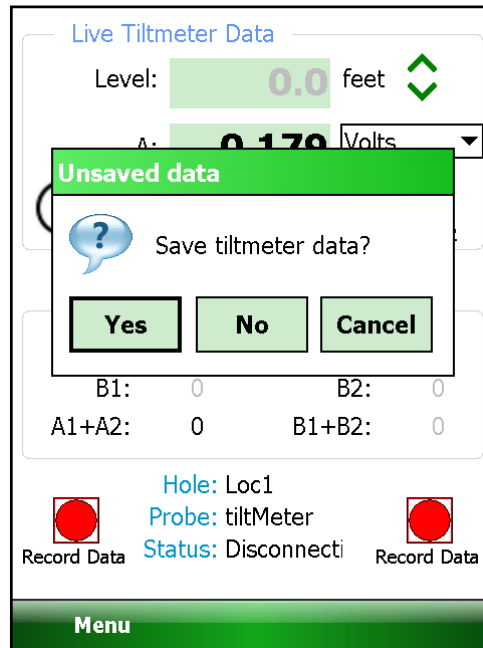 Live Tiltmeter Data
Level: 0.0 feet
A: 0.179 Volts
Unsaved data
?
Save tiltmeter data?
Yes No Cancel
B1: 0 B2: 0
A1+A2: 0 B1+B2: 0
Hole: Loc1
Probe: tiltMeter
Status: Disconnecti
Record Data Record Data
Menu